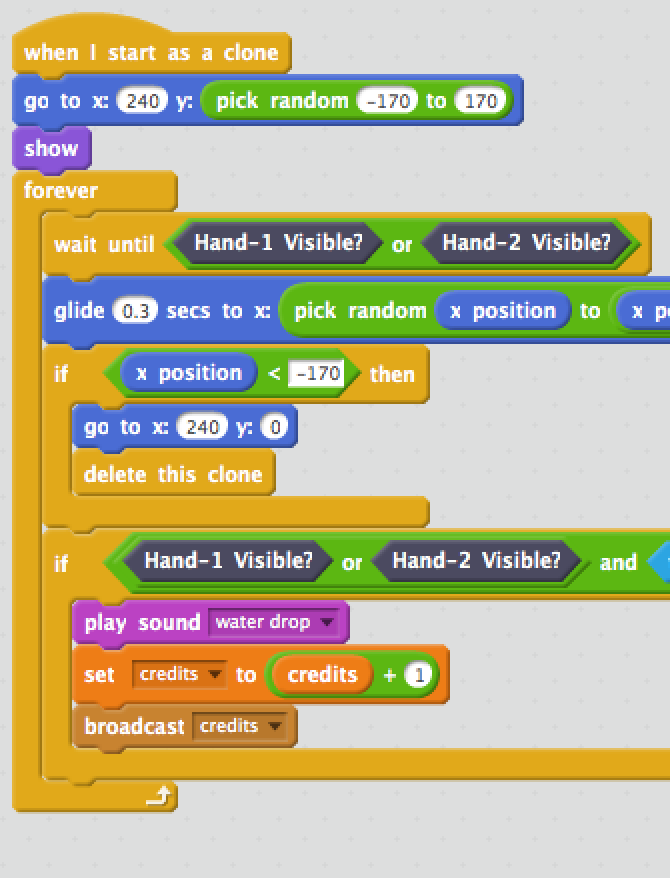 when I start as a clone
go to x: 240 y: pick random -170 to 170
show
forever
wait until Hand-1 Visible? or Hand-2 Visible?
glide 0.3 secs to x: pick random x position to x
if x position < -170 then
go to x: 240 y: 0
delete this clone
if Hand-1 Visible? or Hand-2 Visible? and
play sound water drop
set credits to credits + 1
broadcast credits